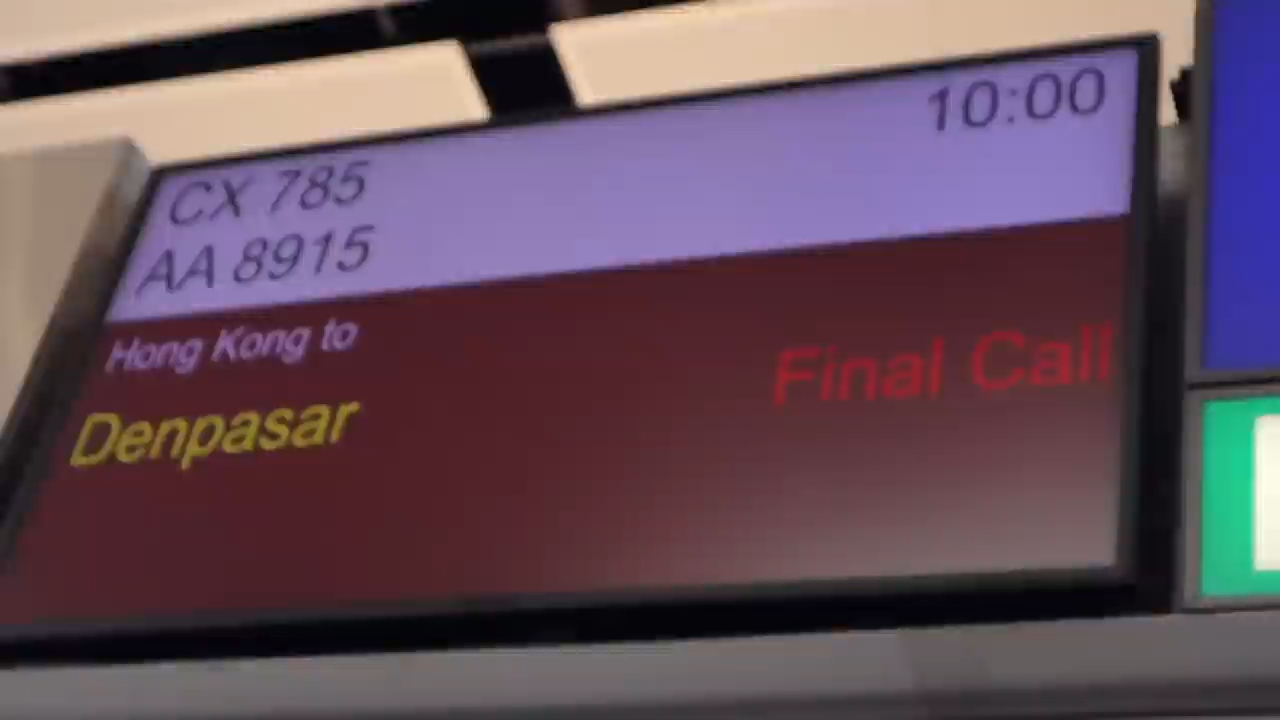 10:00
CX 785
AA 8915
Hong Kong to
Denpasar
Final Call